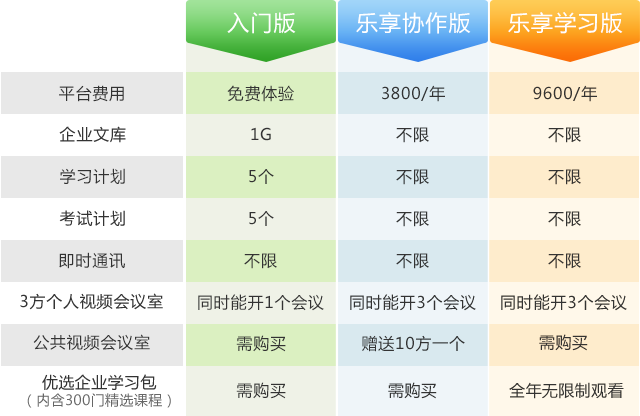 入门版 乐享协作版 乐享学习版
平台费用 免费体验 3800/年 9600/年
企业文库 1G 不限 不限
学习计划 5个 不限 不限
考试计划 5个 不限 不限
即时通讯 不限 不限 不限
3方个人视频会议室 同时能开1个会议 同时能开3个会议 同时能开3个会议
公共视频会议室 需购买 赠送10方一个 需购买
优选企业学习包 需购买 需购买 全年无限制观看
（内含300门精选课程）